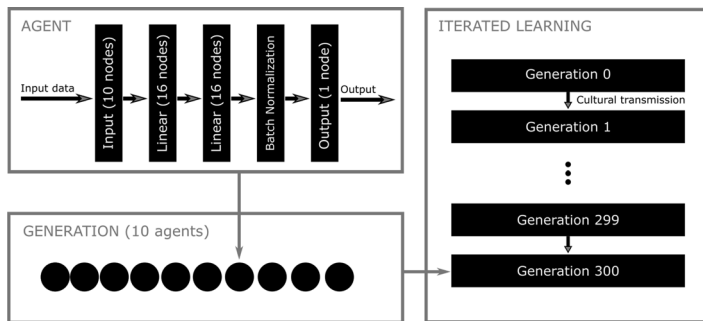 AGENT
Input data
Input (10 nodes)
Linear (16 nodes)
Linear (16 nodes)
Batch Normalization
Output (1 node)
Output
GENERATION (10 agents)
ITERATED LEARNING
Generation 0
Cultural transmission
Generation 1
Generation 299
Generation 300